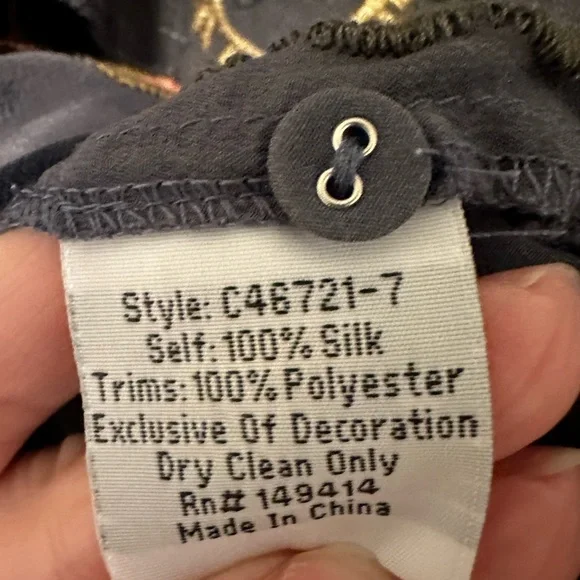 Style: C46721-7
Self: 100% Silk
Trims: 100% Polyester
Exclusive Of Decoration
Dry Clean Only
Rn# 149414
Made In China